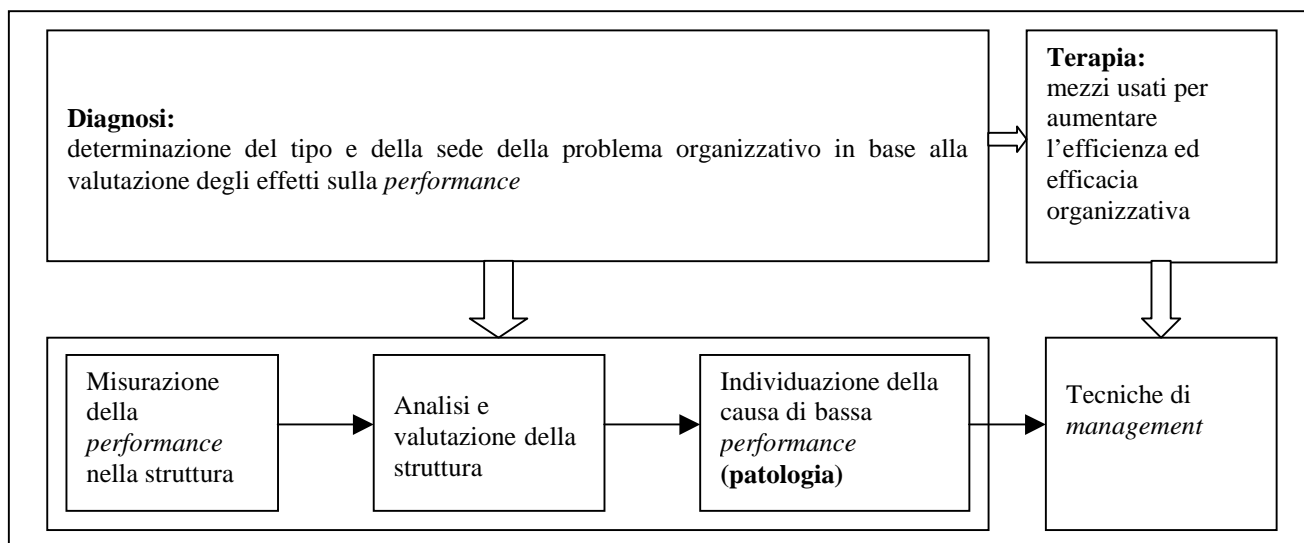 Diagnosi:
determinazione del tipo e della sede della problema organizzativo in base alla
valutazione degli effetti sulla performance
Terapia:
mezzi usati per
aumentare
l’efficienza ed
efficacia
organizzativa
Misurazione
della
performance
nella struttura
Analisi e
valutazione della
struttura
Individuazione della
causa di bassa
performance
(patologia)
Tecniche di
management